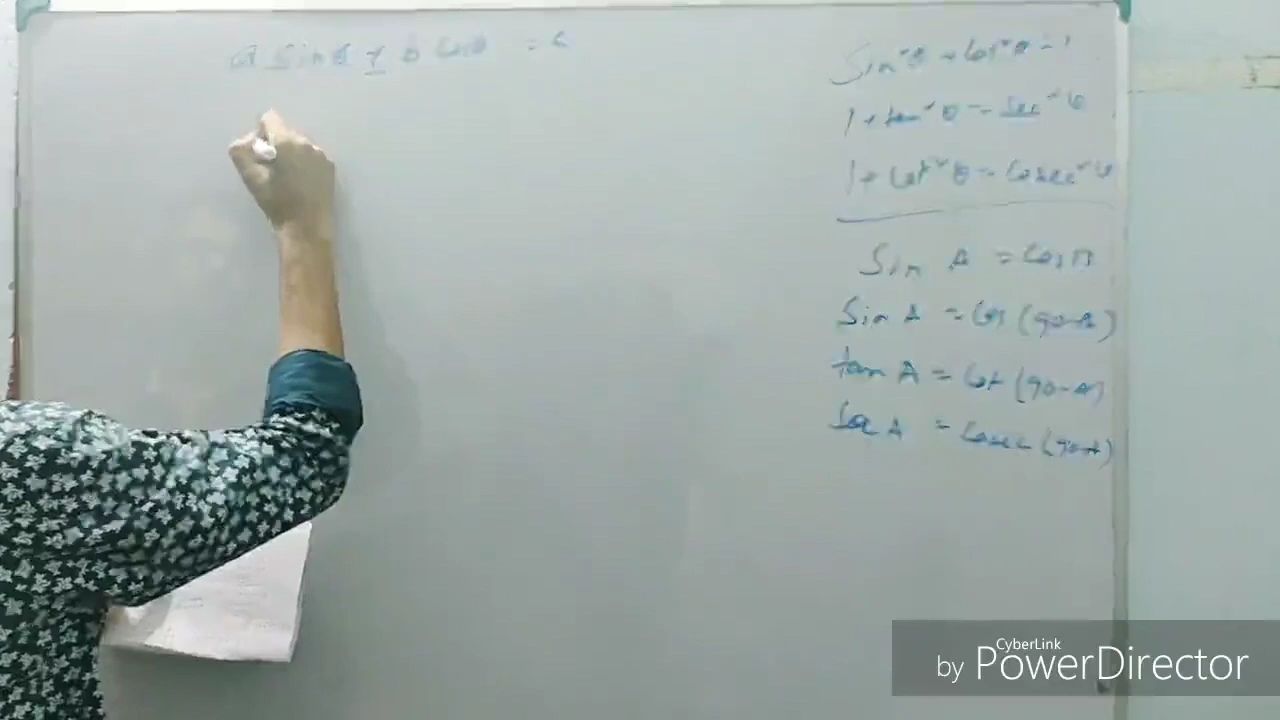 a sinθ + b cosθ = c
Sin²θ + Cos²θ = 1
1 + tan²θ = Sec²θ
1 + Cot²θ = Cosec²θ
Sin A = Cos B
Sin A = Cos (90-A)
tan A = Cot (90-A)
Sec A = Cosec (90-A)
CyberLink
by PowerDirector